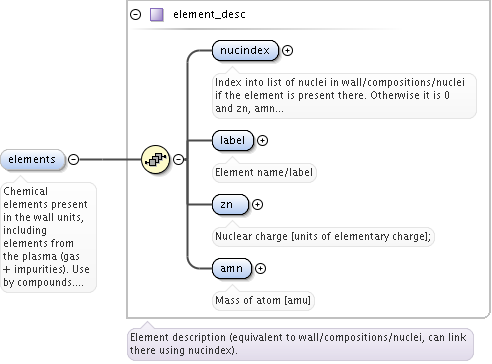 element_desc
nucindex
Index into list of nuclei in wall/compositions/nuclei
if the element is present there. Otherwise it is 0
and zn, amn...
label
Element name/label
elements
Chemical
elements present
in the wall units,
including
elements from
the plasma (gas
+ impurities). Use
by compounds....
zn
Nuclear charge [units of elementary charge];
amn
Mass of atom [amu]
Element description (equivalent to wall/compositions/nuclei, can link
there using nucindex).